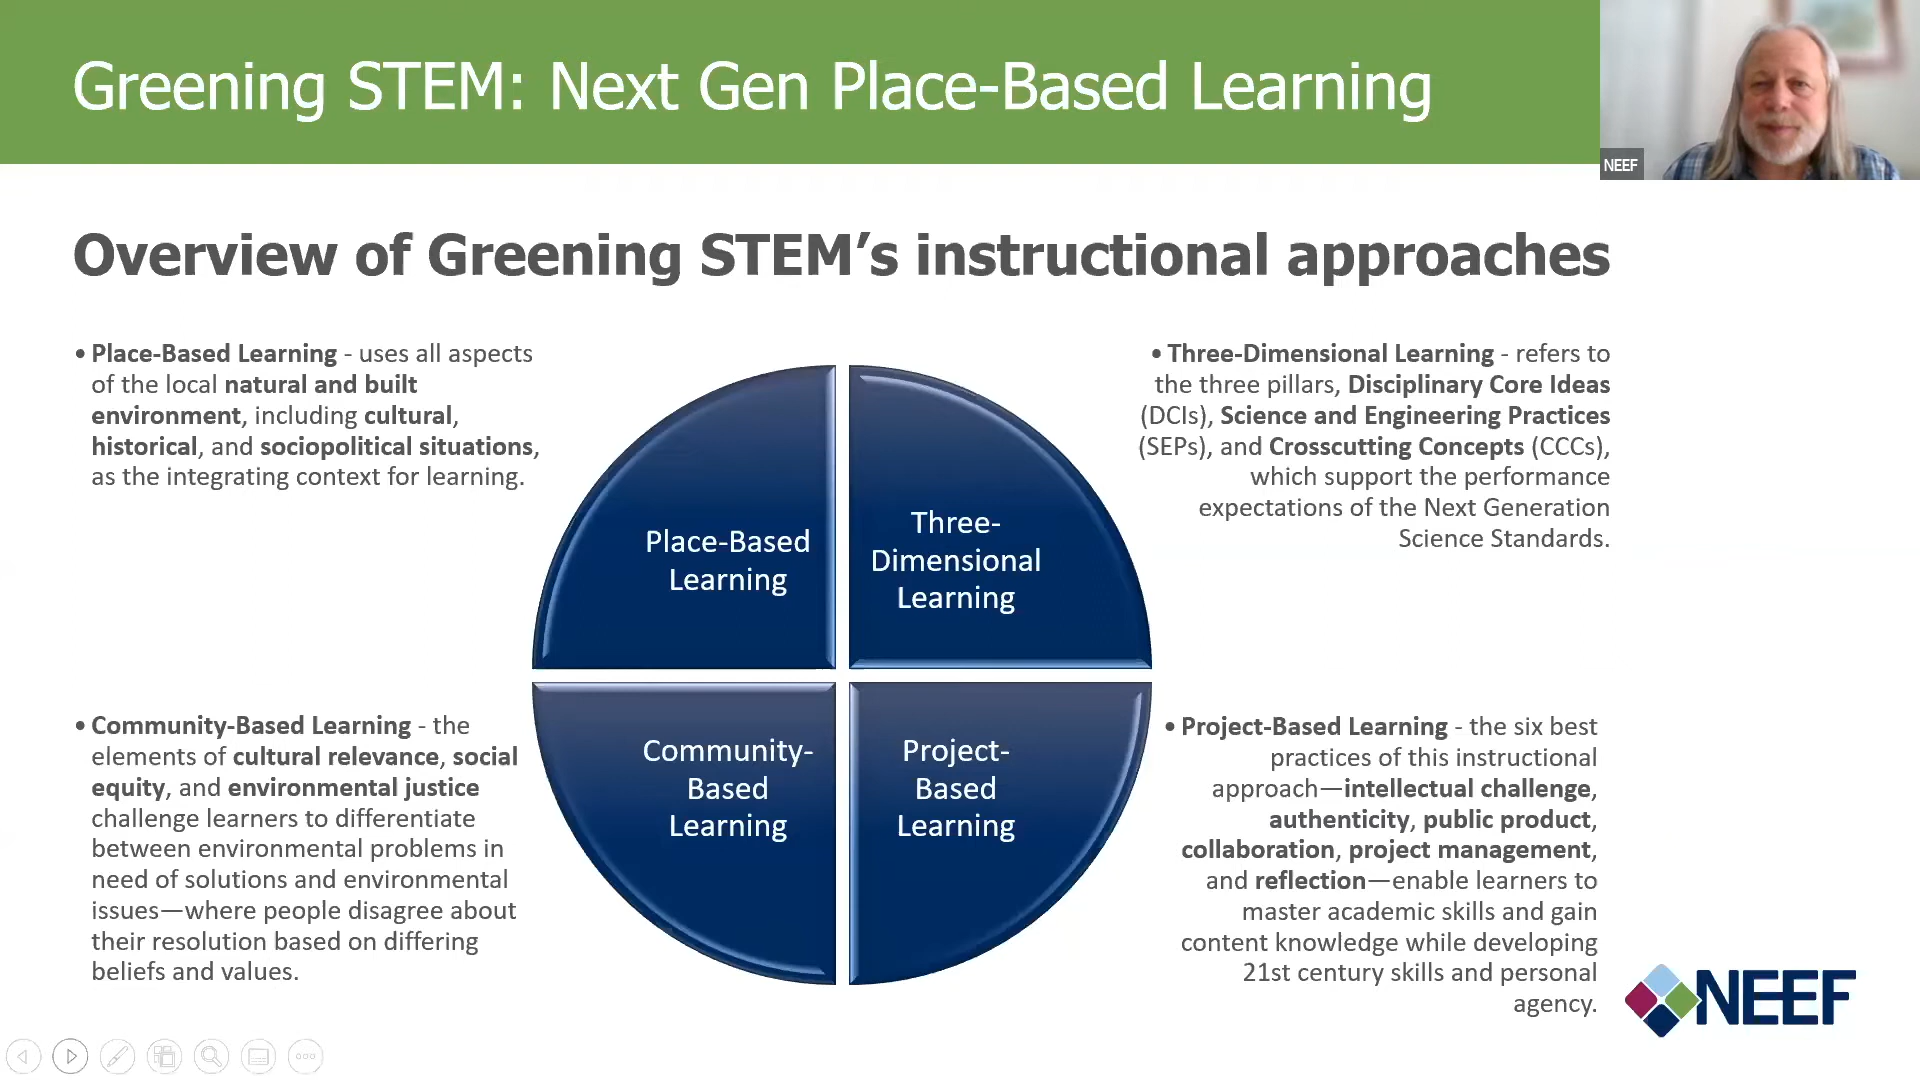 Greening STEM: Next Gen Place-Based Learning
NEEF
Overview of Greening STEM’s instructional approaches
• Place-Based Learning - uses all aspects
of the local natural and built
environment, including cultural,
historical, and sociopolitical situations,
as the integrating context for learning.
• Three-Dimensional Learning - refers to
the three pillars, Disciplinary Core Ideas
(DCIs), Science and Engineering Practices
(SEPs), and Crosscutting Concepts (CCCs),
which support the performance
expectations of the Next Generation
Science Standards.
Place-Based
Learning
Three-
Dimensional
Learning
Community-
Based
Learning
Project-
Based
Learning
• Community-Based Learning - the
elements of cultural relevance, social
equity, and environmental justice
challenge learners to differentiate
between environmental problems in
need of solutions and environmental
issues—where people disagree about
their resolution based on differing
beliefs and values.
• Project-Based Learning - the six best
practices of this instructional
approach—intellectual challenge,
authenticity, public product,
collaboration, project management,
and reflection—enable learners to
master academic skills and gain
content knowledge while developing
21st century skills and personal
agency.
NEEF